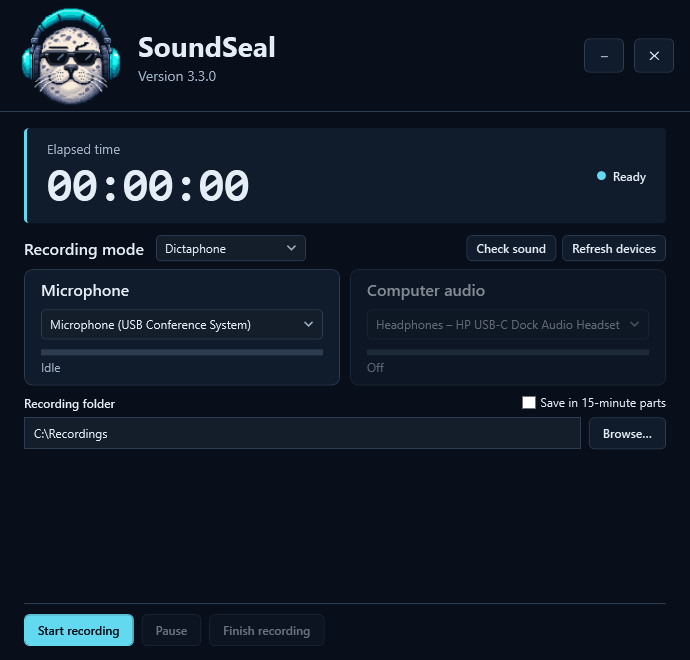 SoundSeal
Version 3.3.0
Elapsed time
00:00:00
Ready
Recording mode
Dictaphone
Check sound
Refresh devices
Microphone
Microphone (USB Conference System)
Idle
Computer audio
Headphones – HP USB-C Dock Audio Headset
Off
Recording folder
Save in 15-minute parts
C:\Recordings
Browse...
Start recording
Pause
Finish recording